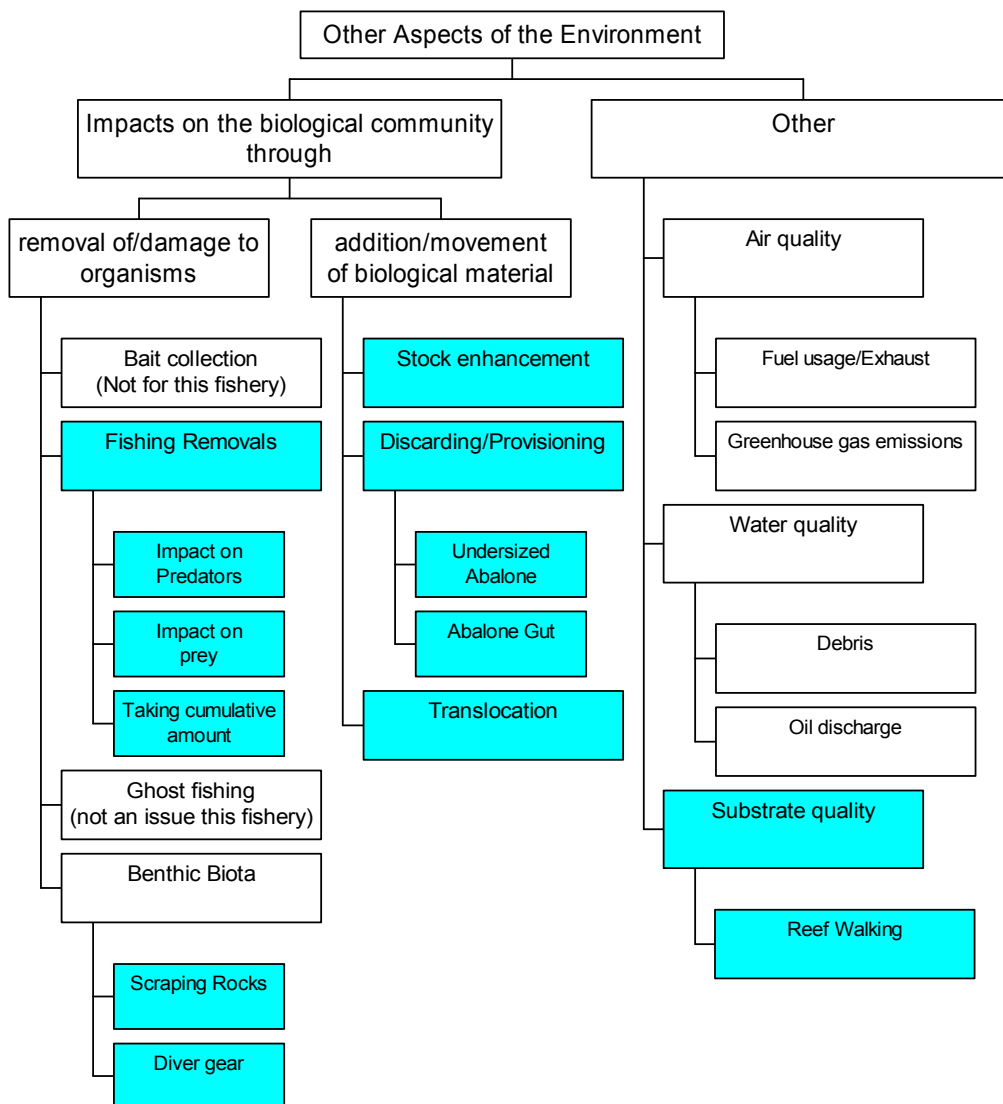 Other Aspects of the Environment
Impacts on the biological community
through
Other
removal of/damage to
organisms
addition/movement
of biological material
Bait collection
(Not for this fishery)
Fishing Removals
Impact on
Predators
Impact on
prey
Taking cumulative
amount
Ghost fishing
(not an issue this fishery)
Benthic Biota
Scraping Rocks
Diver gear
Stock enhancement
Discarding/Provisioning
Undersized
Abalone
Abalone Gut
Translocation
Air quality
Fuel usage/Exhaust
Greenhouse gas emissions
Water quality
Debris
Oil discharge
Substrate quality
Reef Walking